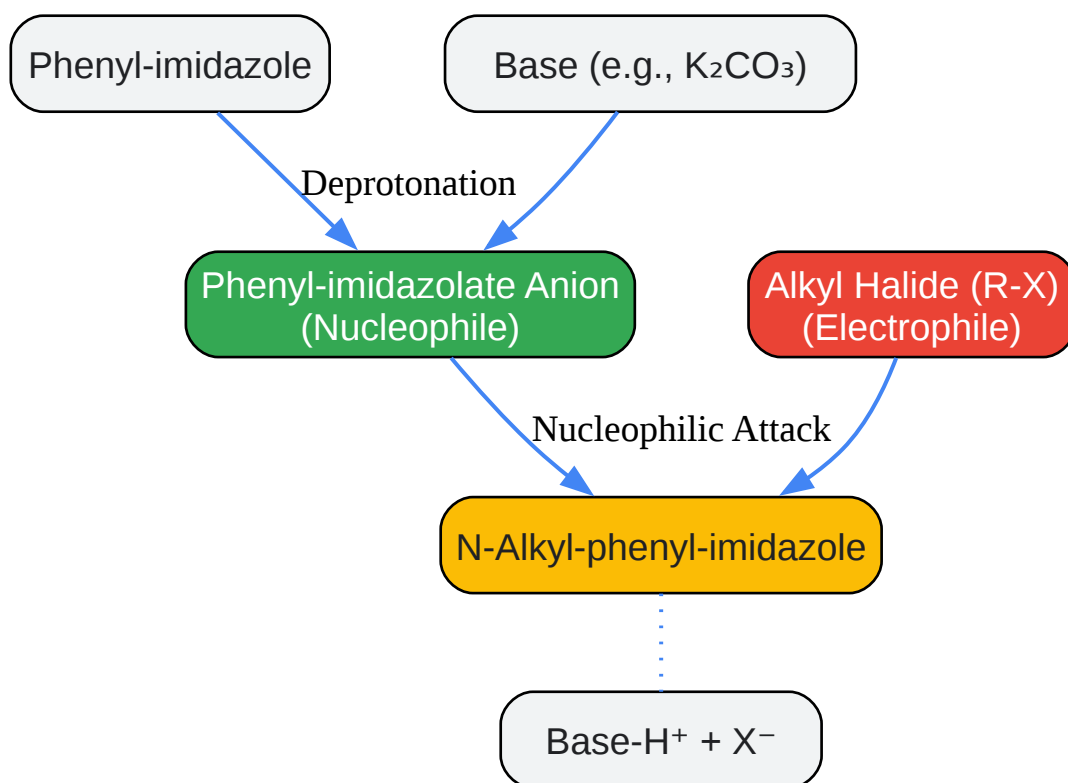 Phenyl-imidazole
Base (e.g., K₂CO₃)
Deprotonation
Phenyl-imidazolate Anion
(Nucleophile)
Alkyl Halide (R-X)
(Electrophile)
Nucleophilic Attack
N-Alkyl-phenyl-imidazole
Base-H⁺ + X⁻